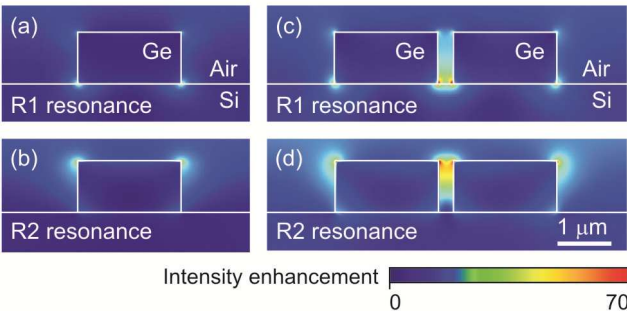 (a)
Ge
Air
Si
R1 resonance
(c)
Ge
Ge
Air
Si
R1 resonance
(b)
R2 resonance
(d)
R2 resonance
1 μm
Intensity enhancement
0
70